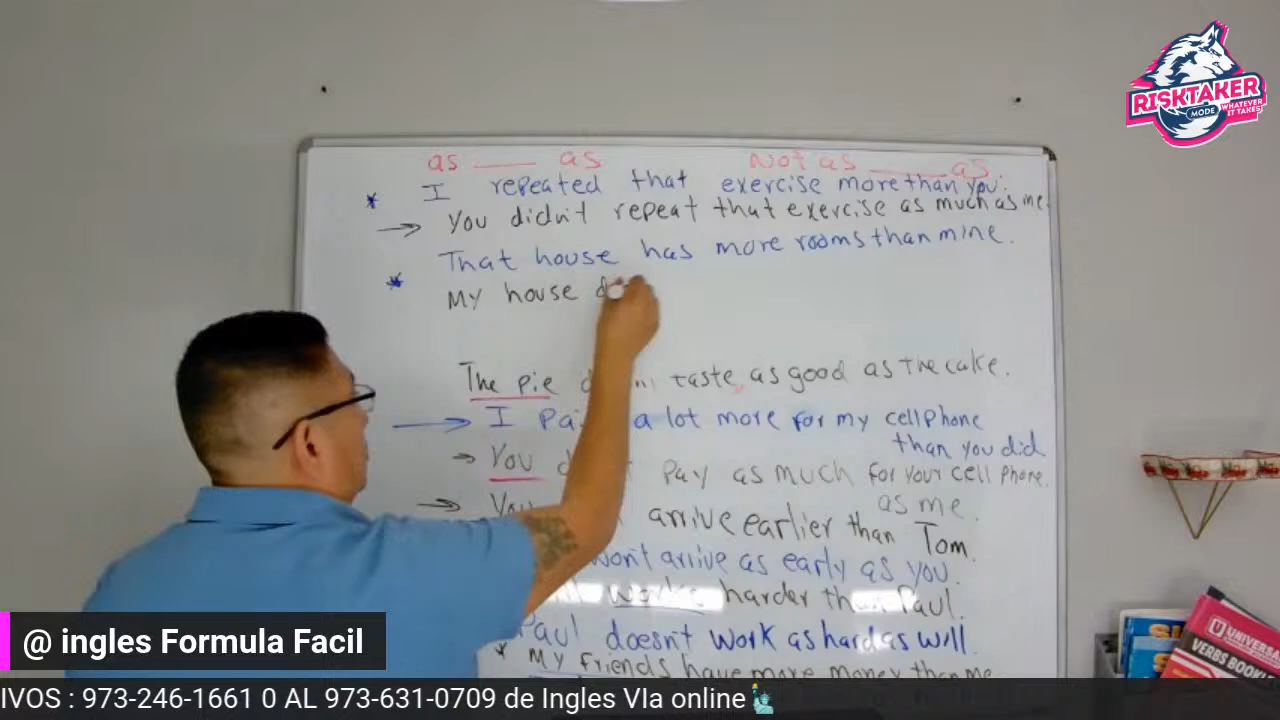 RISKTAKER
MODE WHATEVER IT TAKES
as ____ as Not as ____ as.
I repeated that exercise more than you.
You didn't repeat that exercise as much as me.
That house has more rooms than mine.
My house
The pie taste as good as the cake.
I a lot more for my cellphone
than you did
You pay as much for your cell phone.
as me.
arrive earlier than Tom.
won't arrive as early as you.
works harder than Paul.
Paul doesn't work as hard as will.
My friends have more money than me.
UNIVERSAL
VERBS BOOKL
@ ingles Formula Facil
IVOS : 973-246-1661 0 AL 973-631-0709 de Ingles VIa online🗽